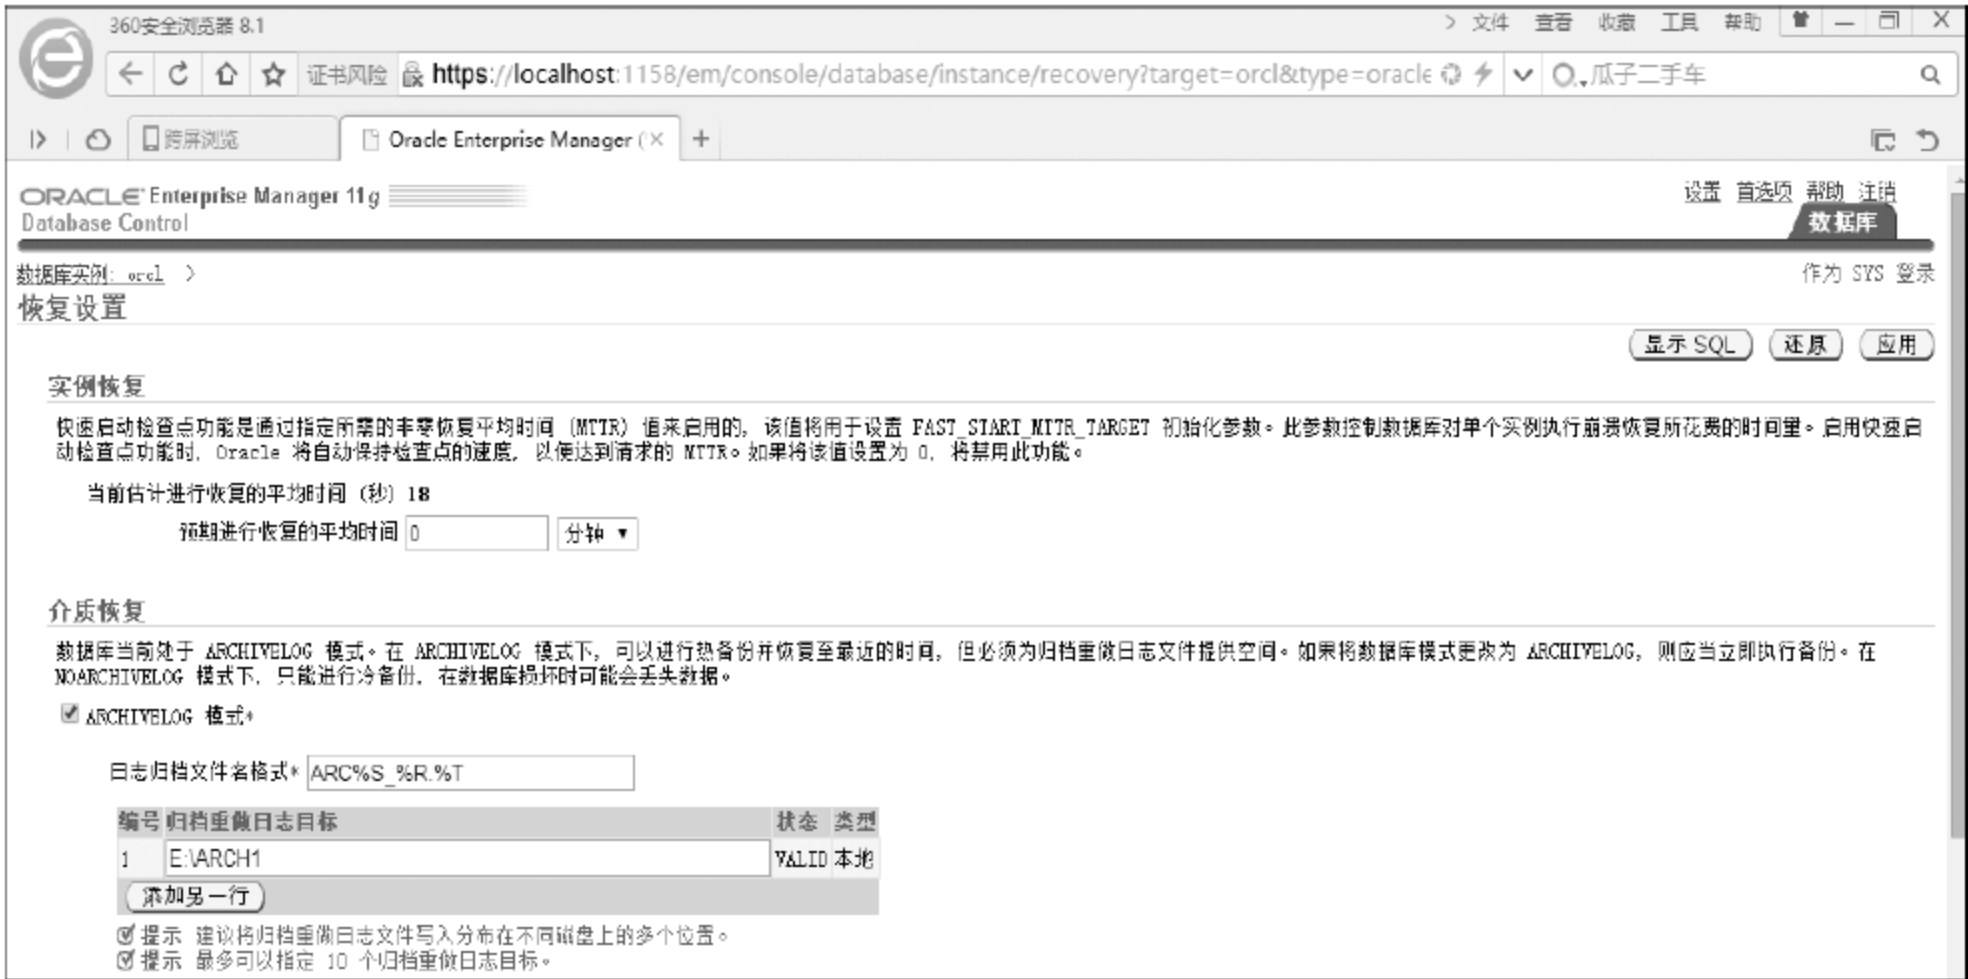 360安全浏览器 8.1
文件 查看 收藏 工具 帮助
证书风险 https://localhost:1158/em/console/database/instance/recovery?target=orcl&type=oracle 瓜子二手车
跨屏浏览 Oracle Enterprise Manager (
ORACLE Enterprise Manager 11g
Database Control
设置 首选项 帮助 注销
数据库
数据库实例: orcl >
作为 SYS 登录
恢复设置
显示 SQL 还原 应用
实例恢复
快速启动检查点功能是通过指定所需的非零恢复平均时间 (MTTR) 值来启用的, 该值将用于设置 FAST_START_MTTR_TARGET 初始化参数。此参数控制数据库对单个实例执行崩溃恢复所花费的时间量。启用快速启
动检查点功能时, Oracle 将自动保持检查点的速度, 以便达到请求的 MTTR。如果将该值设置为 0, 将禁用此功能。
当前估计进行恢复的平均时间 (秒) 18
预期进行恢复的平均时间 0 分钟
介质恢复
数据库当前处于 ARCHIVELOG 模式。在 ARCHIVELOG 模式下, 可以进行热备份并恢复至最近的时间, 但必须为归档重做日志文件提供空间。如果将数据库模式更改为 ARCHIVELOG, 则应当立即执行备份。在
NOARCHIVELOG 模式下, 只能进行冷备份, 在数据库损坏时可能会丢失数据。
ARCHIVELOG 模式*
日志归档文件名格式* ARC%S_%R.%T
编号 归档重做日志目标 状态 类型
1 E:\ARCH1 VALID 本地
添加另一行
提示 建议将归档重做日志文件写入分布在不同磁盘上的多个位置。
提示 最多可以指定 10 个归档重做日志目标。